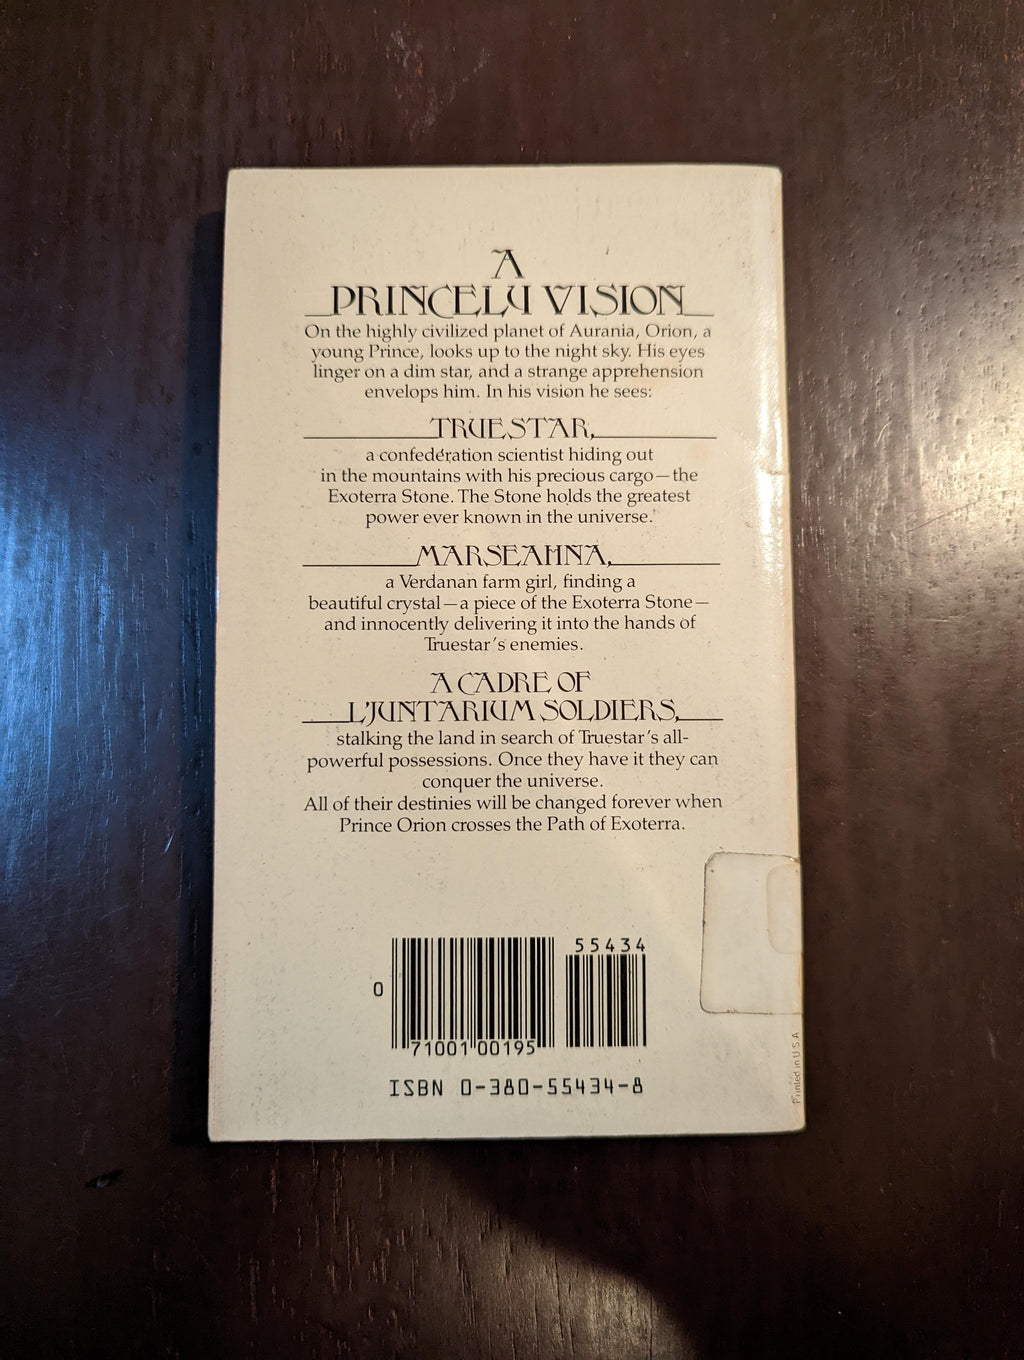 A
PRINCELY VISION
On the highly civilized planet of Aurania, Orion, a
young Prince, looks up to the night sky. His eyes
linger on a dim star, and a strange apprehension
envelops him. In his vision he sees:
TRUESTAR,
a confederation scientist hiding out
in the mountains with his precious cargo—the
Exoterra Stone. The Stone holds the greatest
power ever known in the universe.
MARSEAHNA,
a Verdanan farm girl, finding a
beautiful crystal—a piece of the Exoterra Stone—
and innocently delivering it into the hands of
Truestar's enemies.
A CADRE OF
L'JUNTARIUM SOLDIERS,
stalking the land in search of Truestar's all-
powerful possessions. Once they have it they can
conquer the universe.
All of their destinies will be changed forever when
Prince Orion crosses the Path of Exoterra.
55434
0
71001 00195
ISBN 0-380-55434-8
Printed in U.S.A.